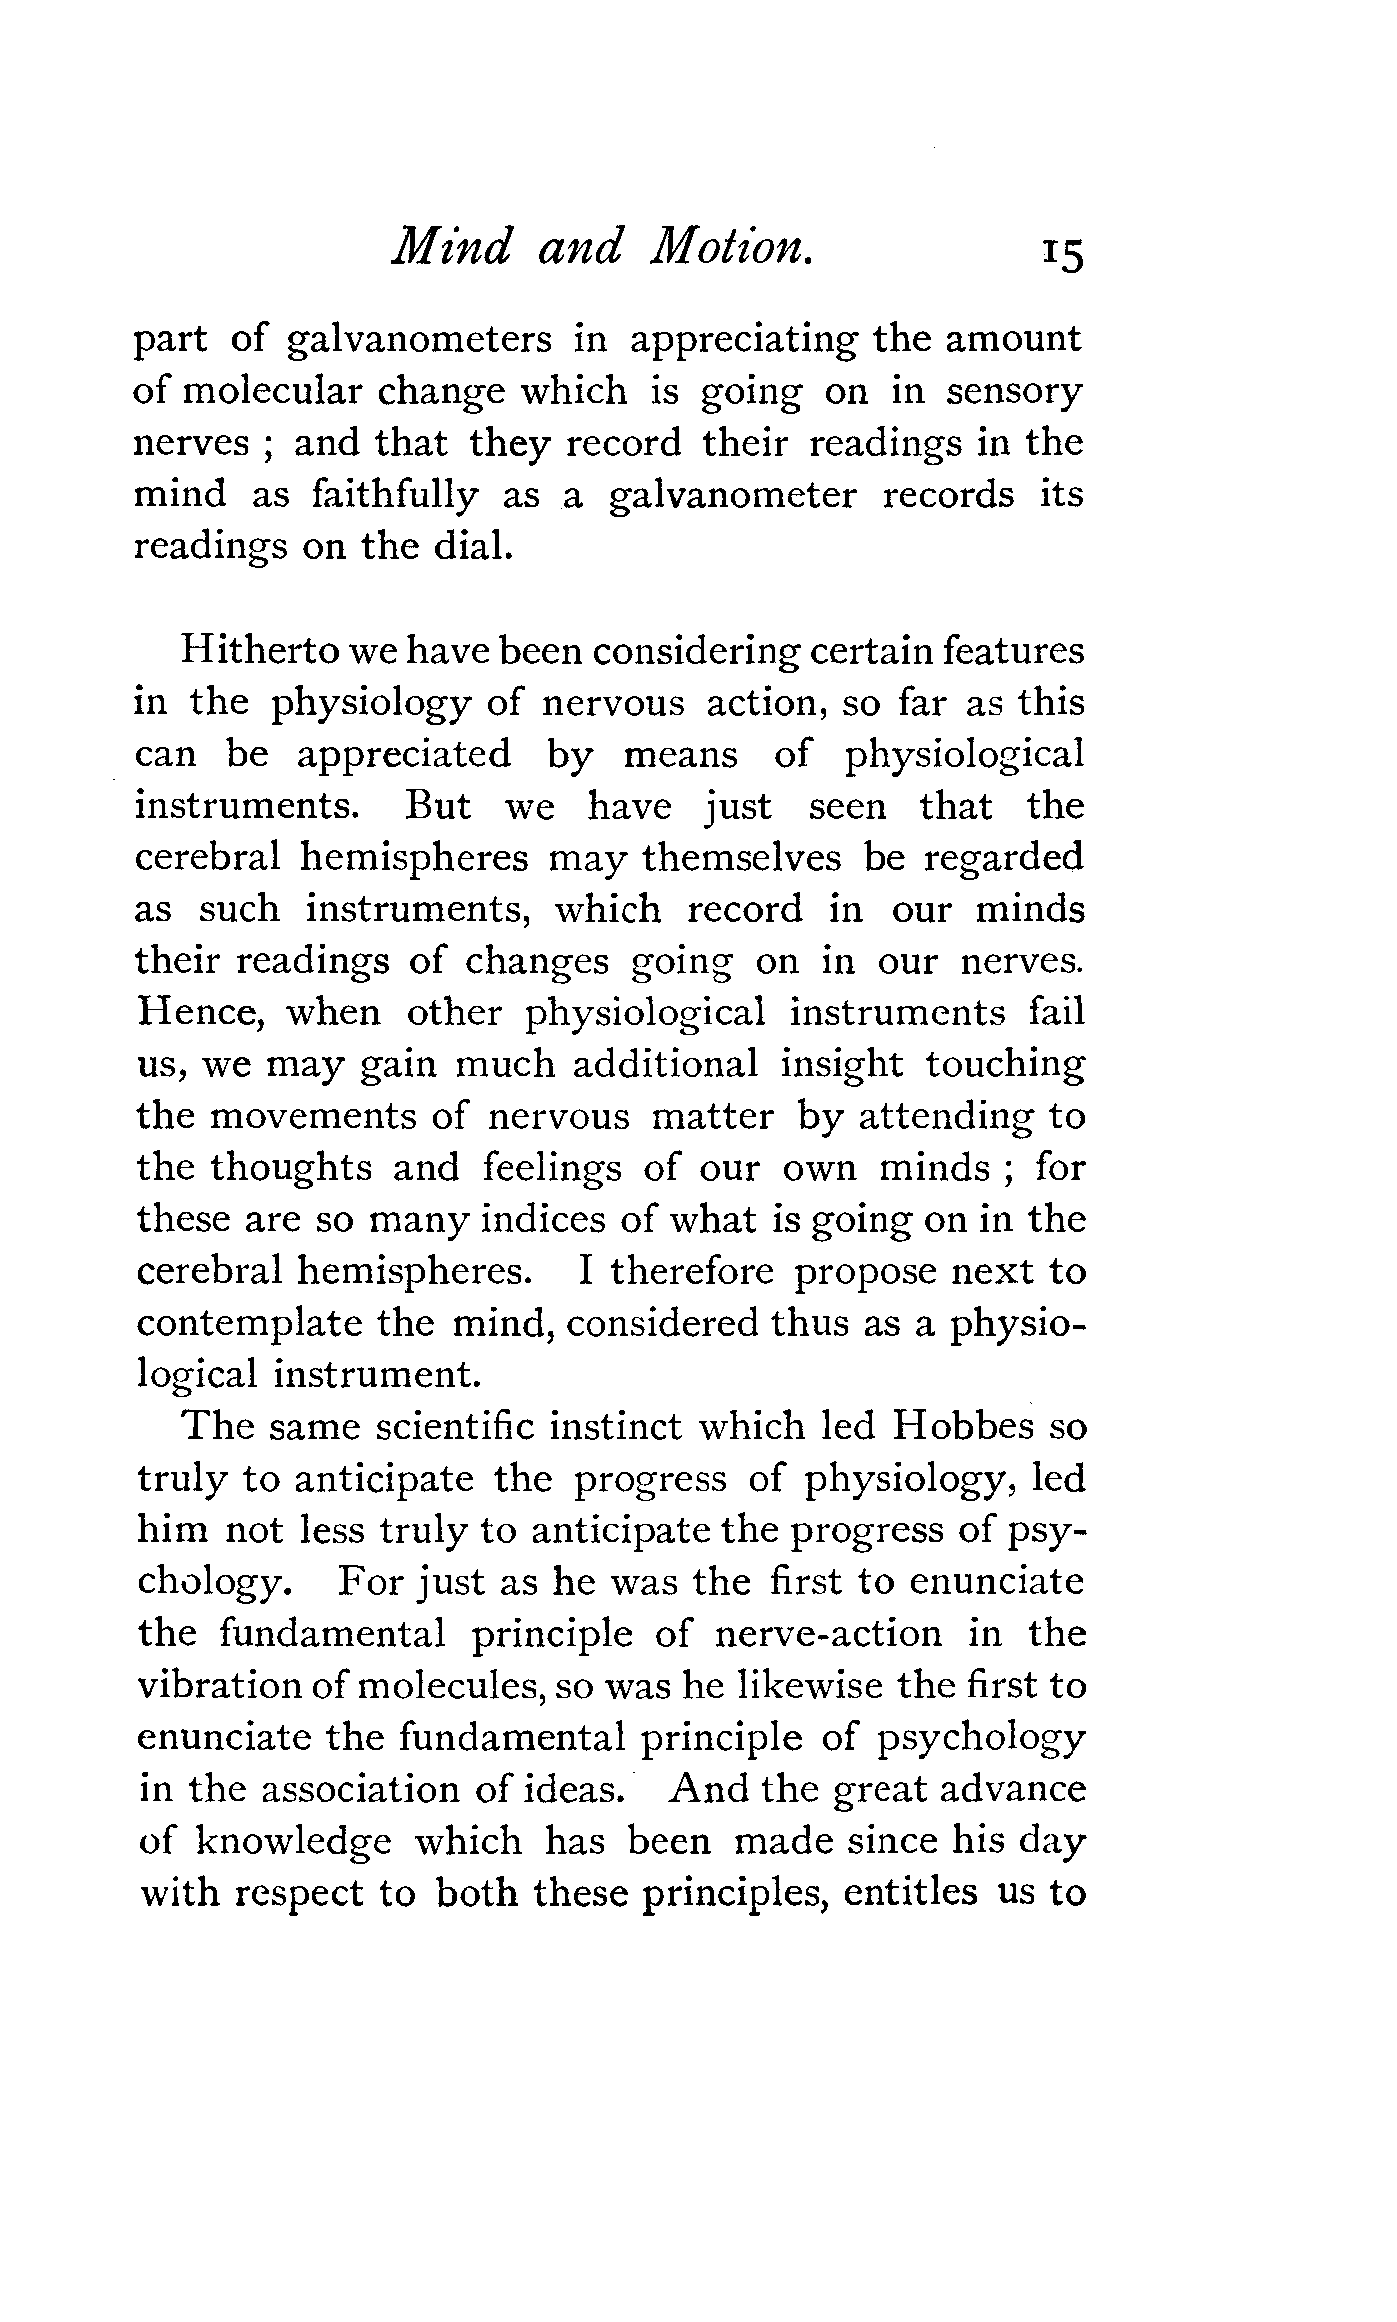 Mind and Motion. 15
part of galvanometers in appreciating the amount
of molecular change which is going on in sensory
nerves ; and that they record their readings in the
mind as faithfully as a galvanometer records its
readings on the dial.
Hitherto we have been considering certain features
in the physiology of nervous action, so far as this
can be appreciated by means of physiological
instruments. But we have just seen that the
cerebral hemispheres may themselves be regarded
as such instruments, which record in our minds
their readings of changes going on in our nerves.
Hence, when other physiological instruments fail
us, we may gain much additional insight touching
the movements of nervous matter by attending to
the thoughts and feelings of our own minds ; for
these are so many indices of what is going on in the
cerebral hemispheres. I therefore propose next to
contemplate the mind, considered thus as a physio-
logical instrument.
The same scientific instinct which led Hobbes so
truly to anticipate the progress of physiology, led
him not less truly to anticipate the progress of psy-
chology. For just as he was the first to enunciate
the fundamental principle of nerve-action in the
vibration of molecules, so was he likewise the first to
enunciate the fundamental principle of psychology
in the association of ideas. And the great advance
of knowledge which has been made since his day
with respect to both these principles, entitles us to